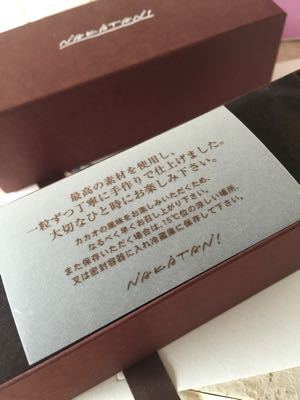 NAKATANI
最高の素材を使用し、
一粒ずつ丁寧に手作りで仕上げました。
大切なひと時にお楽しみ下さい。
カカオの風味をお楽しみいただくため、
なるべく早くお召し上がり下さい。
また保存いただく場合は、15℃位の涼しい場所、
又は密封容器に入れ冷蔵庫に保存して下さい。
NAKATANI